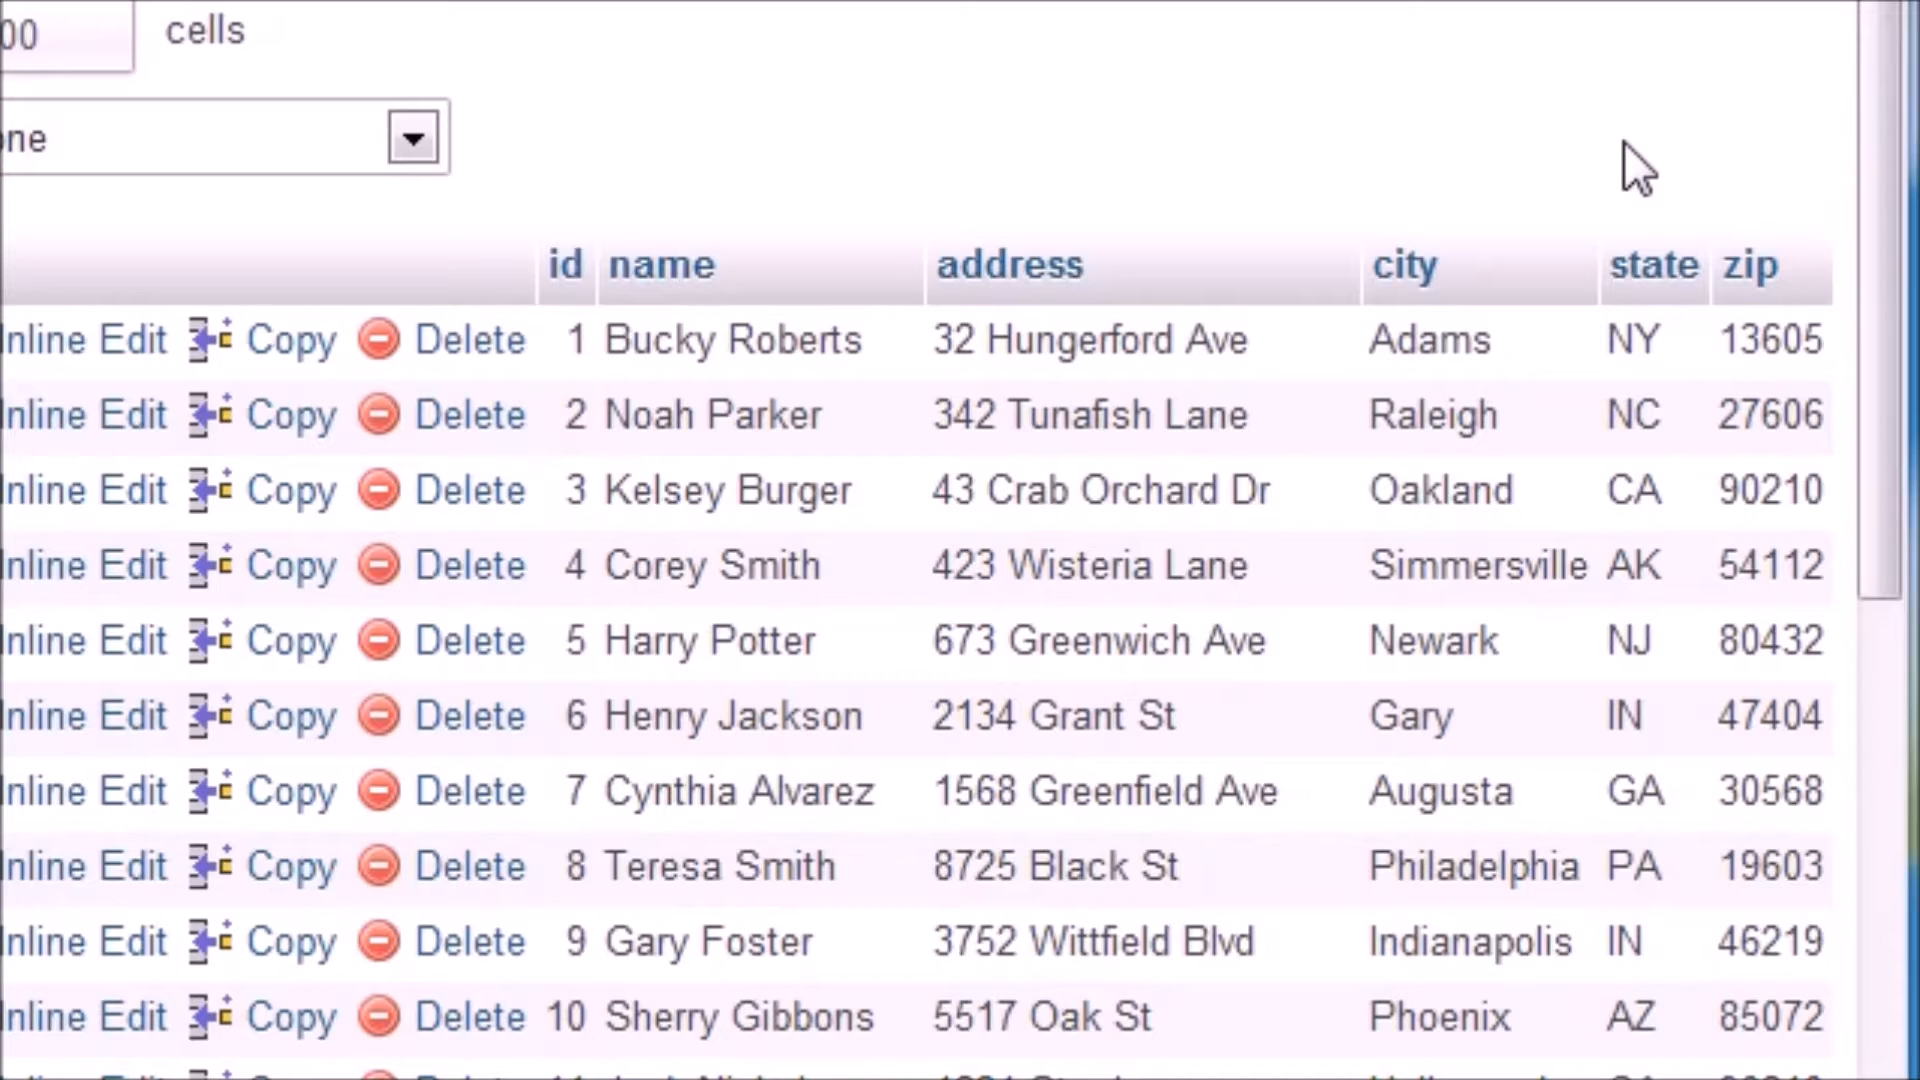 00 cells
one
id name address city state zip
Inline Edit Copy Delete 1 Bucky Roberts 32 Hungerford Ave Adams NY 13605
Inline Edit Copy Delete 2 Noah Parker 342 Tunafish Lane Raleigh NC 27606
Inline Edit Copy Delete 3 Kelsey Burger 43 Crab Orchard Dr Oakland CA 90210
Inline Edit Copy Delete 4 Corey Smith 423 Wisteria Lane Simmersville AK 54112
Inline Edit Copy Delete 5 Harry Potter 673 Greenwich Ave Newark NJ 80432
Inline Edit Copy Delete 6 Henry Jackson 2134 Grant St Gary IN 47404
Inline Edit Copy Delete 7 Cynthia Alvarez 1568 Greenfield Ave Augusta GA 30568
Inline Edit Copy Delete 8 Teresa Smith 8725 Black St Philadelphia PA 19603
Inline Edit Copy Delete 9 Gary Foster 3752 Wittfield Blvd Indianapolis IN 46219
Inline Edit Copy Delete 10 Sherry Gibbons 5517 Oak St Phoenix AZ 85072